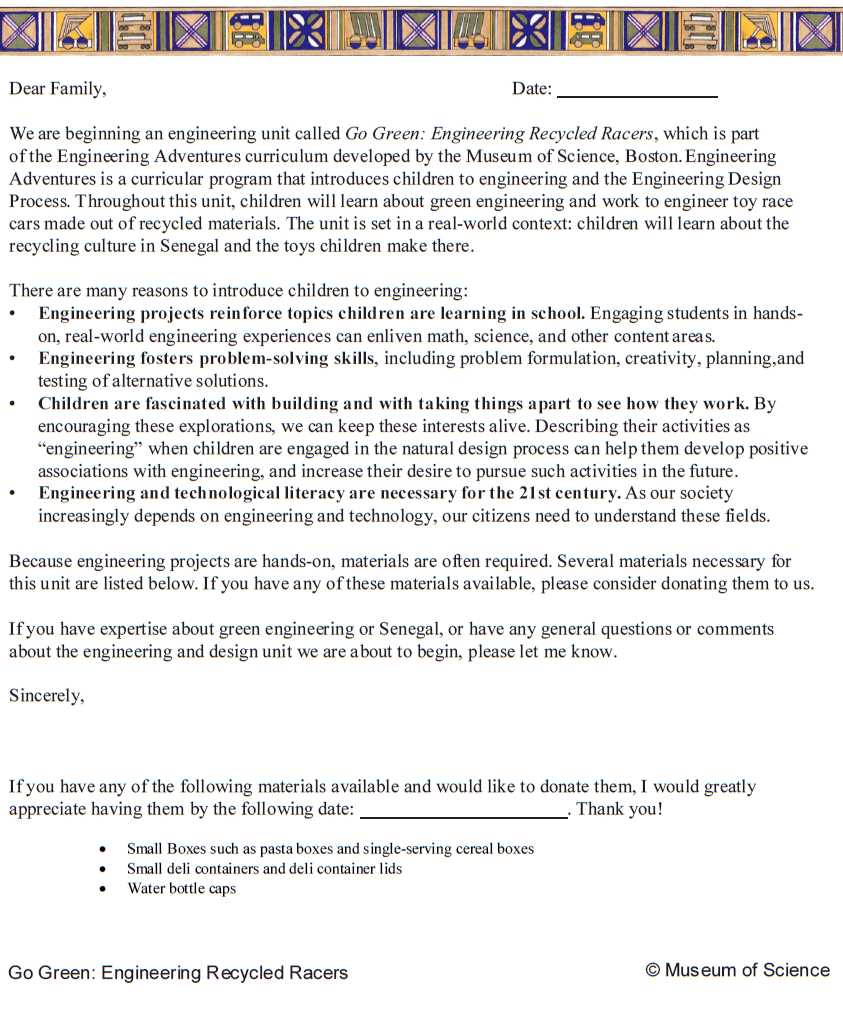 Dear Family,
Date: 
We are beginning an engineering unit called Go Green: Engineering Recycled Racers, which is part
of the Engineering Adventures curriculum developed by the Museum of Science, Boston. Engineering
Adventures is a curricular program that introduces children to engineering and the Engineering Design
Process. Throughout this unit, children will learn about green engineering and work to engineer toy race
cars made out of recycled materials. The unit is set in a real-world context: children will learn about the
recycling culture in Senegal and the toys children make there.
There are many reasons to introduce children to engineering:
• Engineering projects reinforce topics children are learning in school. Engaging students in hands-
on, real-world engineering experiences can enliven math, science, and other content areas.
• Engineering fosters problem-solving skills, including problem formulation, creativity, planning,and
testing of alternative solutions.
• Children are fascinated with building and with taking things apart to see how they work. By
encouraging these explorations, we can keep these interests alive. Describing their activities as
“engineering” when children are engaged in the natural design process can help them develop positive
associations with engineering, and increase their desire to pursue such activities in the future.
• Engineering and technological literacy are necessary for the 21st century. As our society
increasingly depends on engineering and technology, our citizens need to understand these fields.
Because engineering projects are hands-on, materials are often required. Several materials necessary for
this unit are listed below. If you have any of these materials available, please consider donating them to us.
If you have expertise about green engineering or Senegal, or have any general questions or comments
about the engineering and design unit we are about to begin, please let me know.
Sincerely,
If you have any of the following materials available and would like to donate them, I would greatly
appreciate having them by the following date: . Thank you!
• Small Boxes such as pasta boxes and single-serving cereal boxes
• Small deli containers and deli container lids
• Water bottle caps
Go Green: Engineering Recycled Racers
© Museum of Science